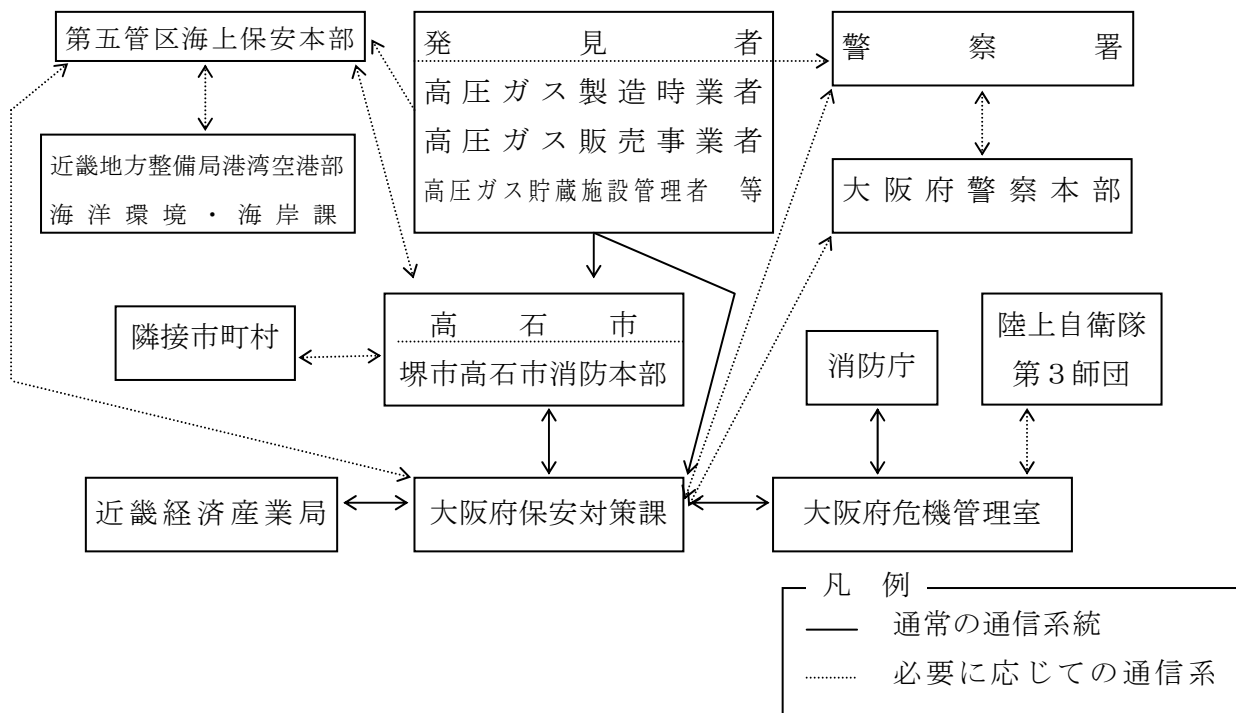 第五管区海上保安本部
発見者
警察署
高圧ガス製造時業者
高圧ガス販売事業者
高圧ガス貯蔵施設管理者　等
近畿地方整備局港湾空港部
海洋環境・海岸課
大阪府警察本部
隣接市町村
高石市
堺市高石市消防本部
消防庁
陸上自衛隊
第３師団
近畿経済産業局
大阪府保安対策課
大阪府危機管理室
凡　例
通常の通信系統
必要に応じての通信系